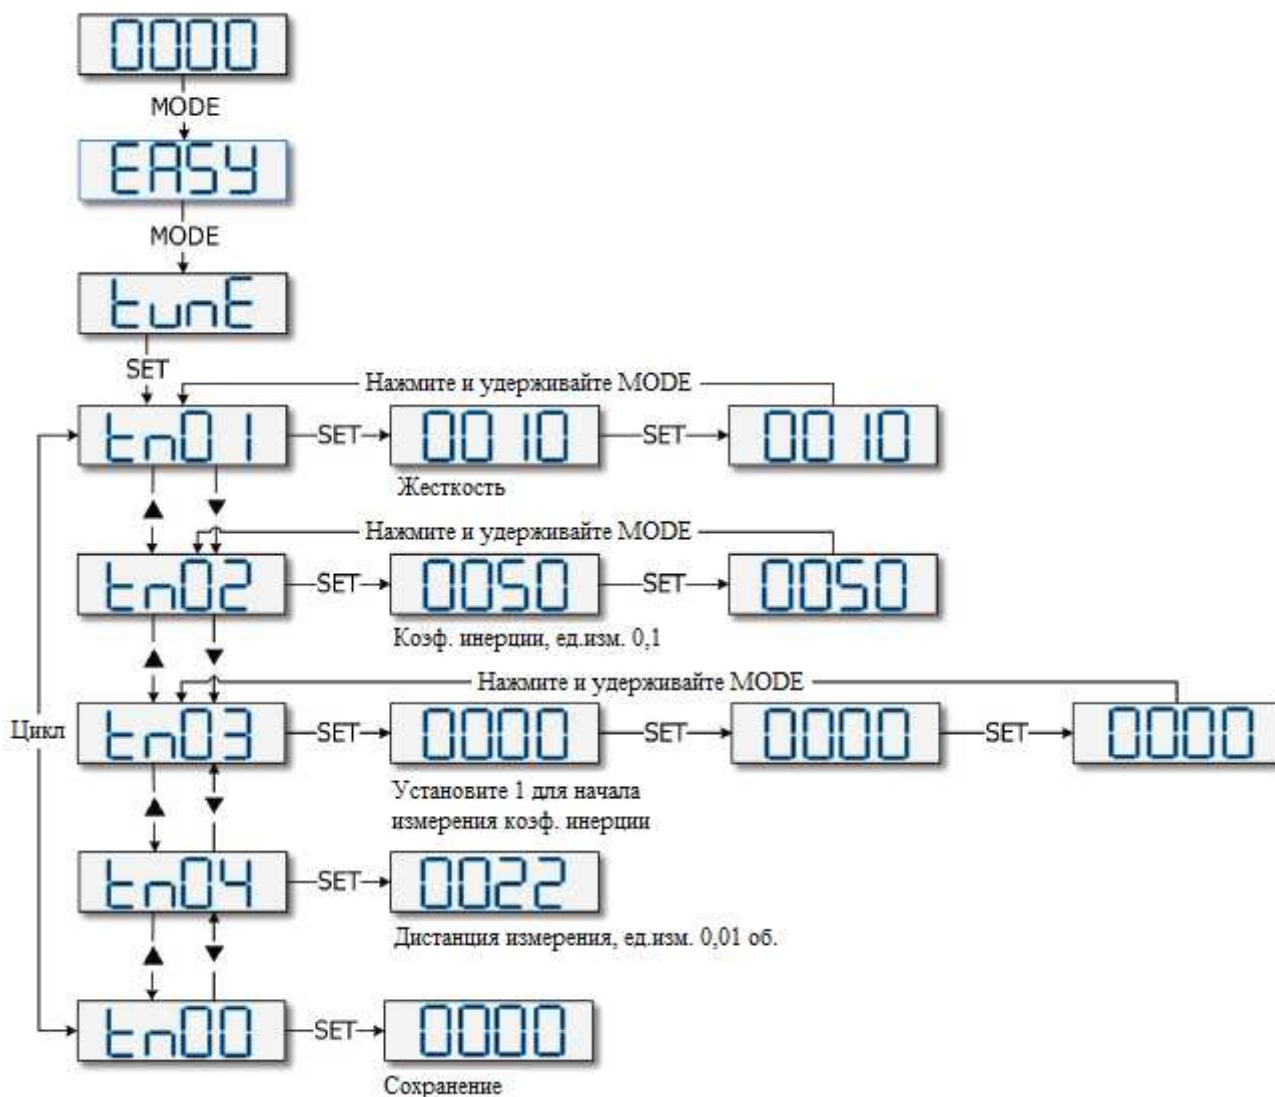 0000
MODE
EASY
MODE
tunE
SET
Нажмите и удерживайте MODE
tn01 SET 0010 SET 0010
Жесткость
▲ ▼
Нажмите и удерживайте MODE
tn02 SET 0050 SET 0050
Коэф. инерции, ед.изм. 0,1
▲ ▼
Нажмите и удерживайте MODE
Цикл tn03 SET 0000 SET 0000 SET 0000
Установите 1 для начала
измерения коэф. инерции
▲ ▼
tn04 SET 0022
Дистанция измерения, ед.изм. 0,01 об.
▲ ▼
tn00 SET 0000
Сохранение